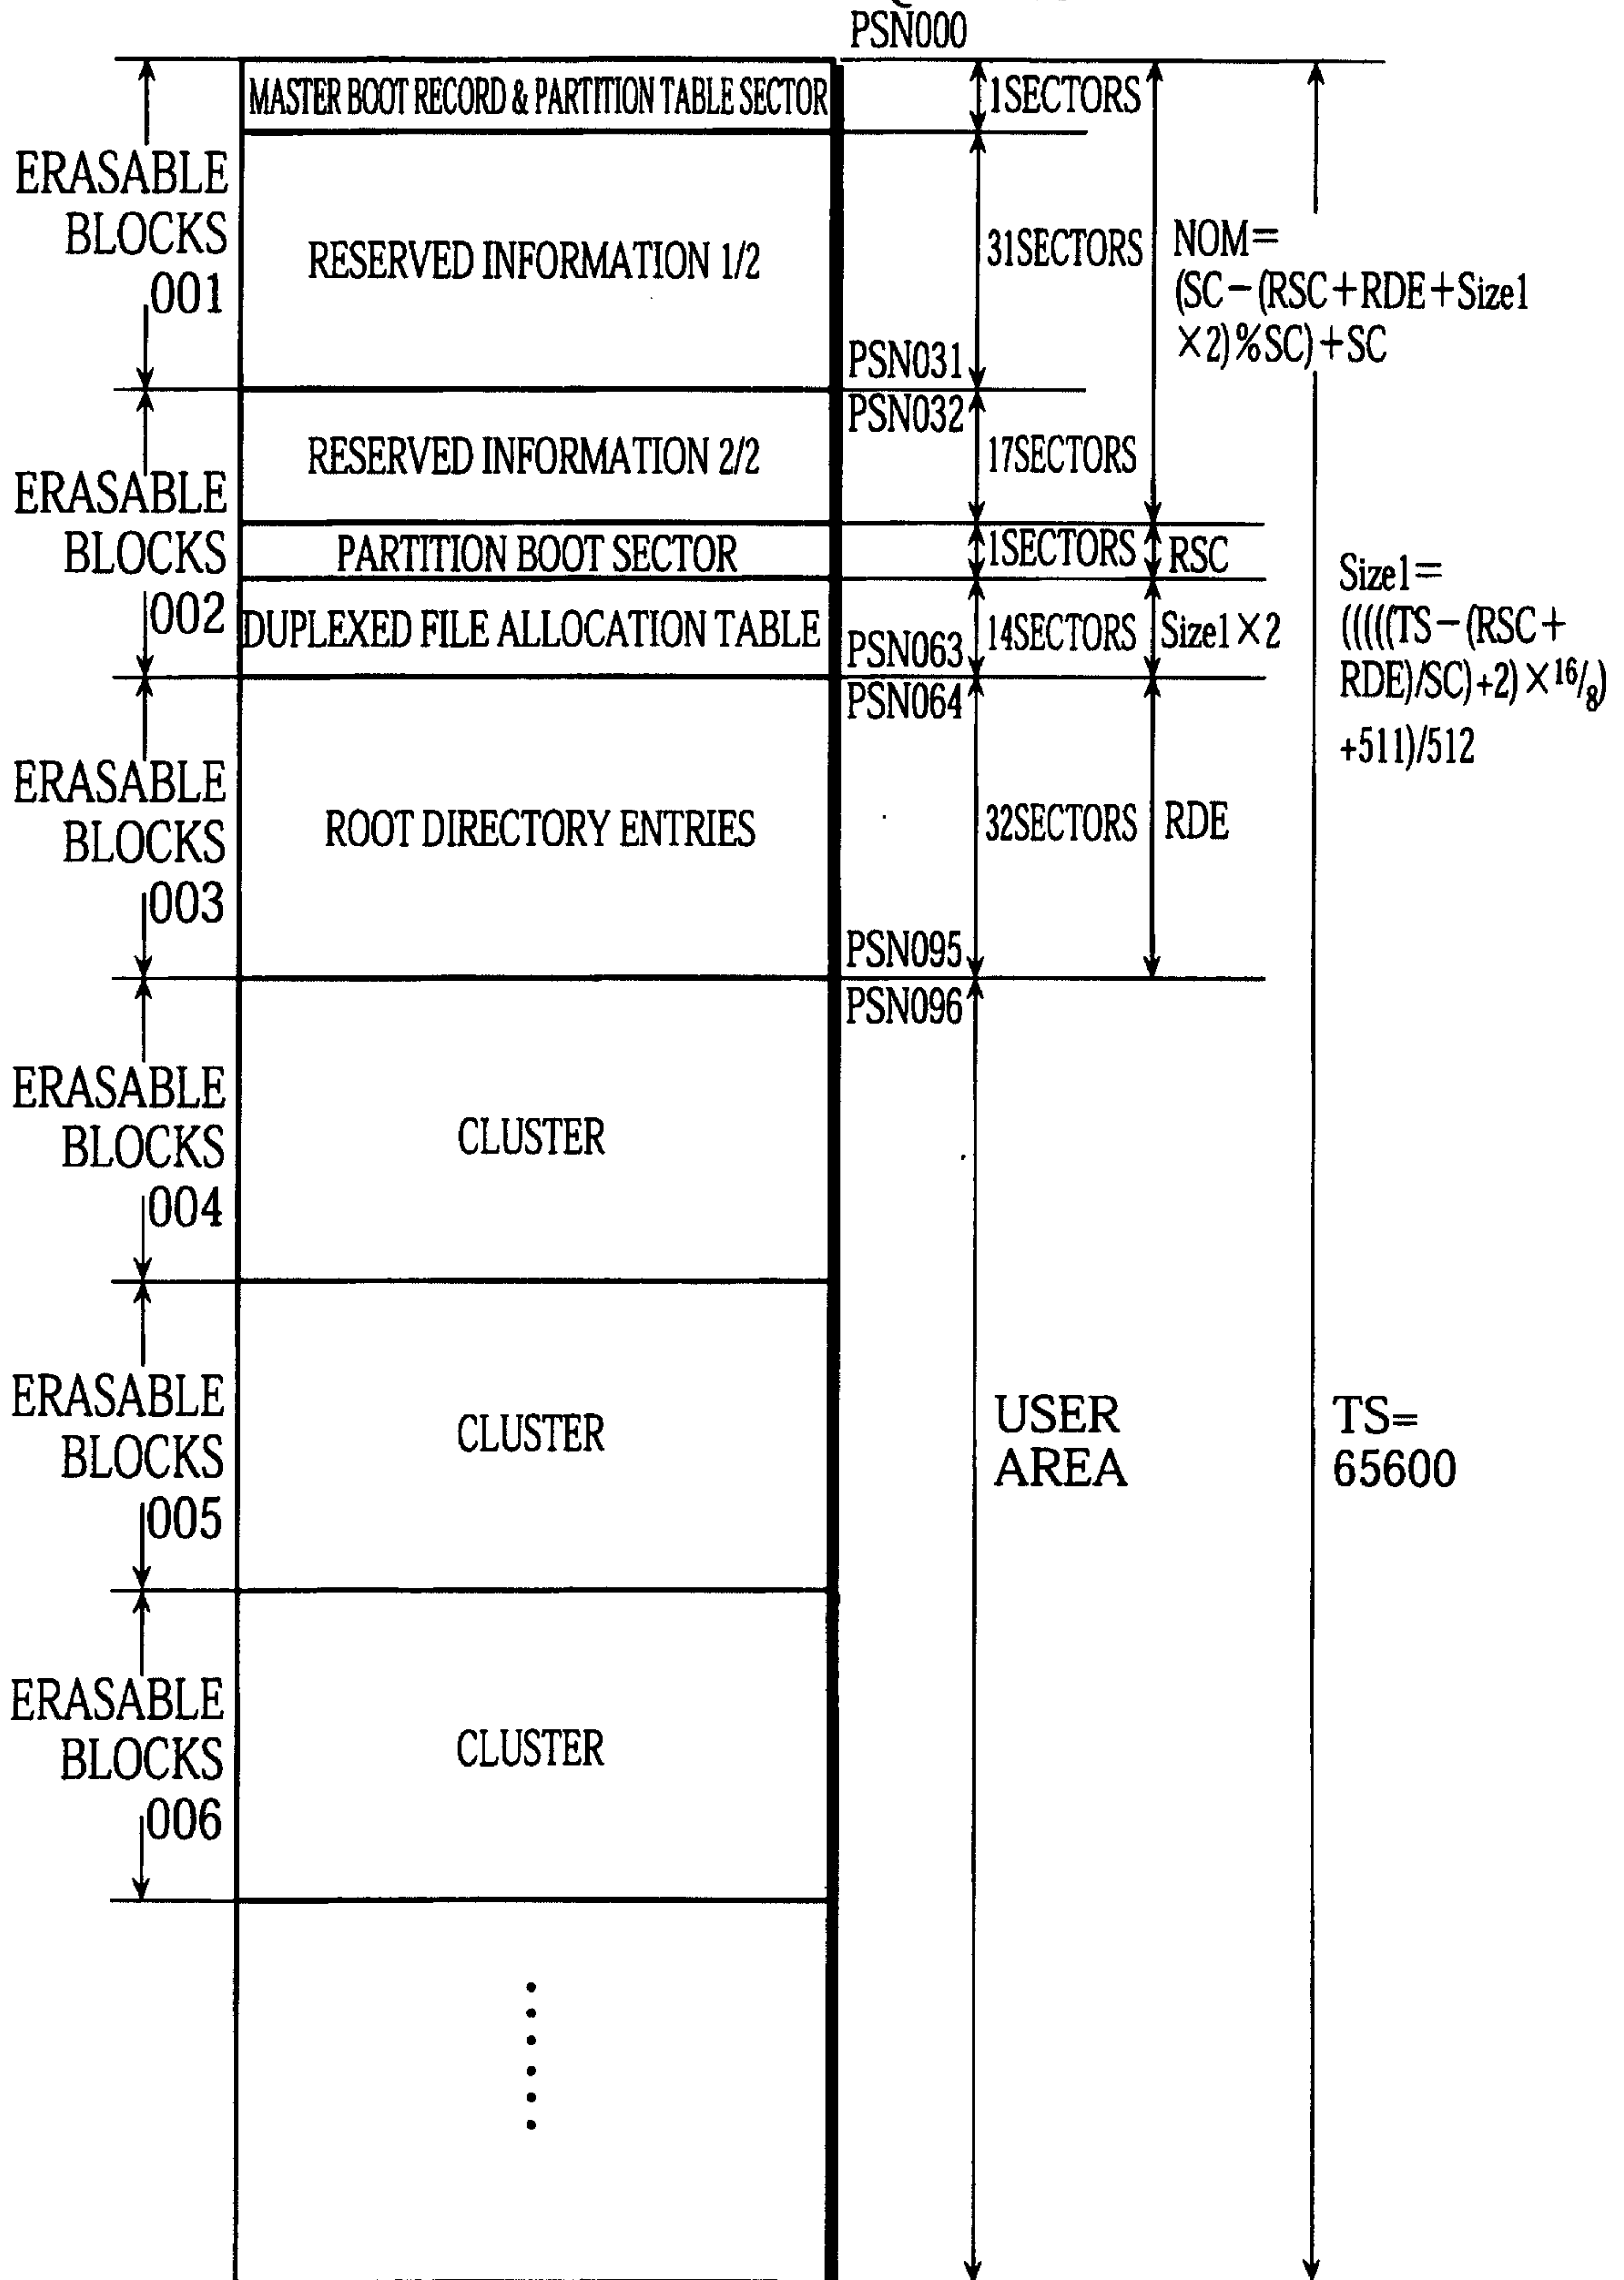 PSN000
MASTER BOOT RECORD & PARTITION TABLE SECTOR
1SECTORS
ERASABLE
BLOCKS
001
RESERVED INFORMATION 1/2
31SECTORS
NOM=
(SC-(RSC+RDE+Size1
×2)%SC)+SC
PSN031
PSN032
RESERVED INFORMATION 2/2
17SECTORS
ERASABLE
BLOCKS
002
PARTITION BOOT SECTOR
1SECTORS
RSC
DUPLEXED FILE ALLOCATION TABLE
14SECTORS
Size1×2
Size1=
(((((TS-(RSC+
RDE)/SC)+2)×16/8)
+511)/512
PSN063
PSN064
ERASABLE
BLOCKS
003
ROOT DIRECTORY ENTRIES
32SECTORS
RDE
PSN095
PSN096
ERASABLE
BLOCKS
004
CLUSTER
ERASABLE
BLOCKS
005
CLUSTER
USER
AREA
TS=
65600
ERASABLE
BLOCKS
006
CLUSTER